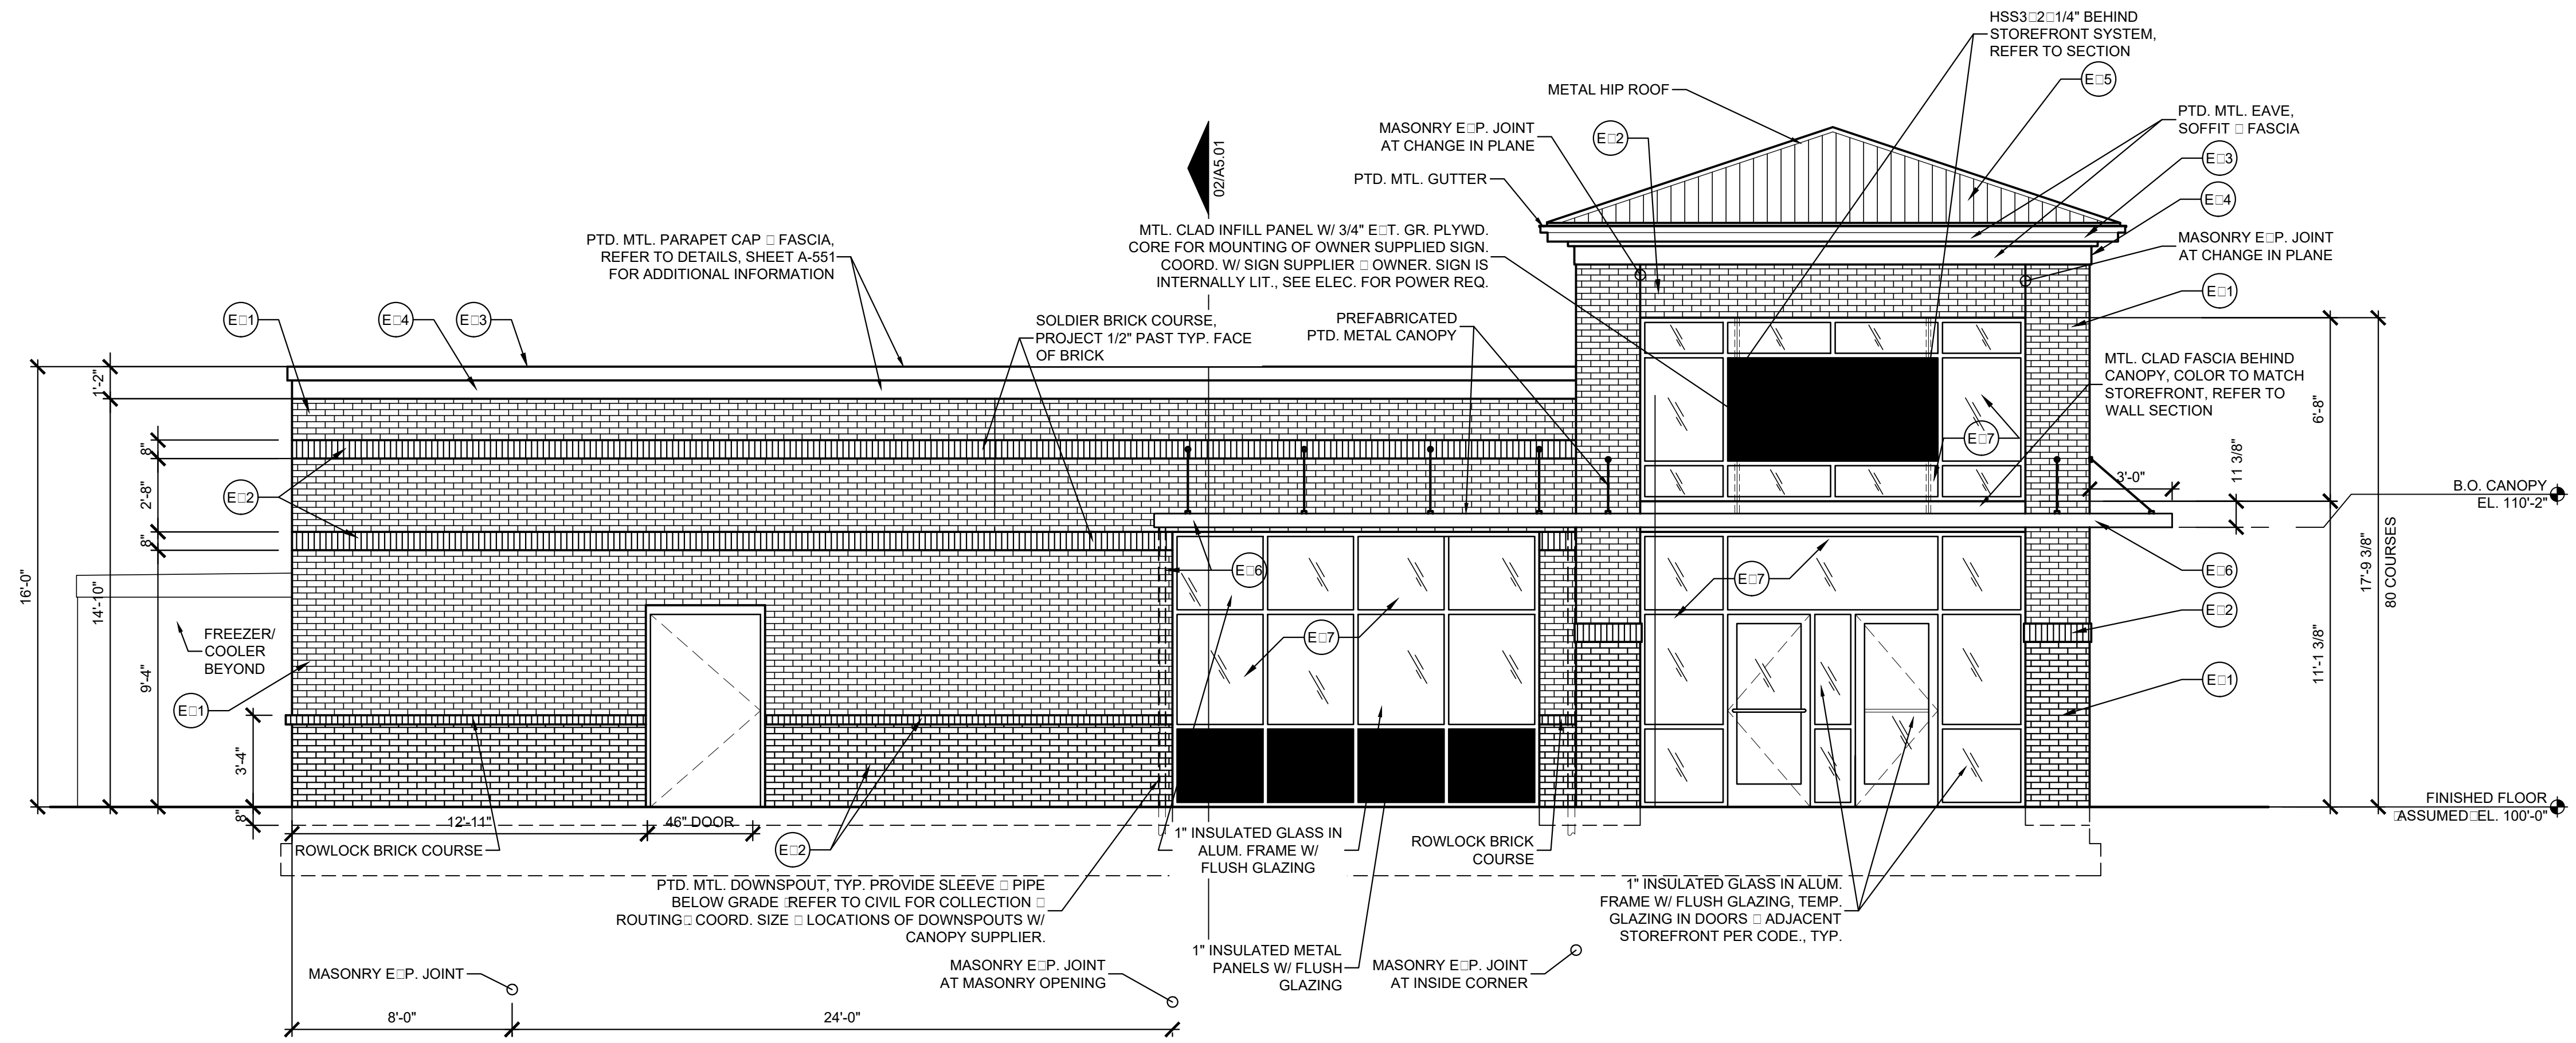 HSS3□2□1/4" BEHIND
STOREFRONT SYSTEM,
REFER TO SECTION
E□5
METAL HIP ROOF
PTD. MTL. EAVE,
SOFFIT □ FASCIA
MASONRY E□P. JOINT
AT CHANGE IN PLANE
E□2
E□3
02/A5.01
PTD. MTL. GUTTER
E□4
MTL. CLAD INFILL PANEL W/ 3/4" E□T. GR. PLYWD.
CORE FOR MOUNTING OF OWNER SUPPLIED SIGN.
COORD. W/ SIGN SUPPLIER □ OWNER. SIGN IS
INTERNALLY LIT., SEE ELEC. FOR POWER REQ.
PTD. MTL. PARAPET CAP □ FASCIA,
REFER TO DETAILS, SHEET A-551
FOR ADDITIONAL INFORMATION
MASONRY E□P. JOINT
AT CHANGE IN PLANE
E□1
E□1
E□4
E□3
SOLDIER BRICK COURSE,
PROJECT 1/2" PAST TYP. FACE
OF BRICK
PREFABRICATED
PTD. METAL CANOPY
MTL. CLAD FASCIA BEHIND
CANOPY, COLOR TO MATCH
STOREFRONT, REFER TO
WALL SECTION
1'-2"
6'-8"
8"
E□7
11 3/8"
3'-0"
2'-8"
E□2
B.O. CANOPY
EL. 110'-2"
8"
17'-9 3/8"
80 COURSES
16'-0"
14'-10"
E□6
E□7
E□6
E□2
FREEZER/
COOLER
BEYOND
E□7
11'-1 3/8"
9'-4"
E□1
E□1
3'-4"
8"
FINISHED FLOOR
□ASSUMED□EL. 100'-0"
12'-11"
46" DOOR
ROWLOCK BRICK COURSE
E□2
1" INSULATED GLASS IN
ALUM. FRAME W/
FLUSH GLAZING
ROWLOCK BRICK
COURSE
PTD. MTL. DOWNSPOUT, TYP. PROVIDE SLEEVE □ PIPE
BELOW GRADE □REFER TO CIVIL FOR COLLECTION □
ROUTING□. COORD. SIZE □ LOCATIONS OF DOWNSPOUTS W/
CANOPY SUPPLIER.
1" INSULATED GLASS IN ALUM.
FRAME W/ FLUSH GLAZING, TEMP.
GLAZING IN DOORS □ ADJACENT
STOREFRONT PER CODE., TYP.
1" INSULATED METAL
PANELS W/ FLUSH
GLAZING
MASONRY E□P. JOINT
MASONRY E□P. JOINT
AT MASONRY OPENING
MASONRY E□P. JOINT
AT INSIDE CORNER
8'-0"
24'-0"